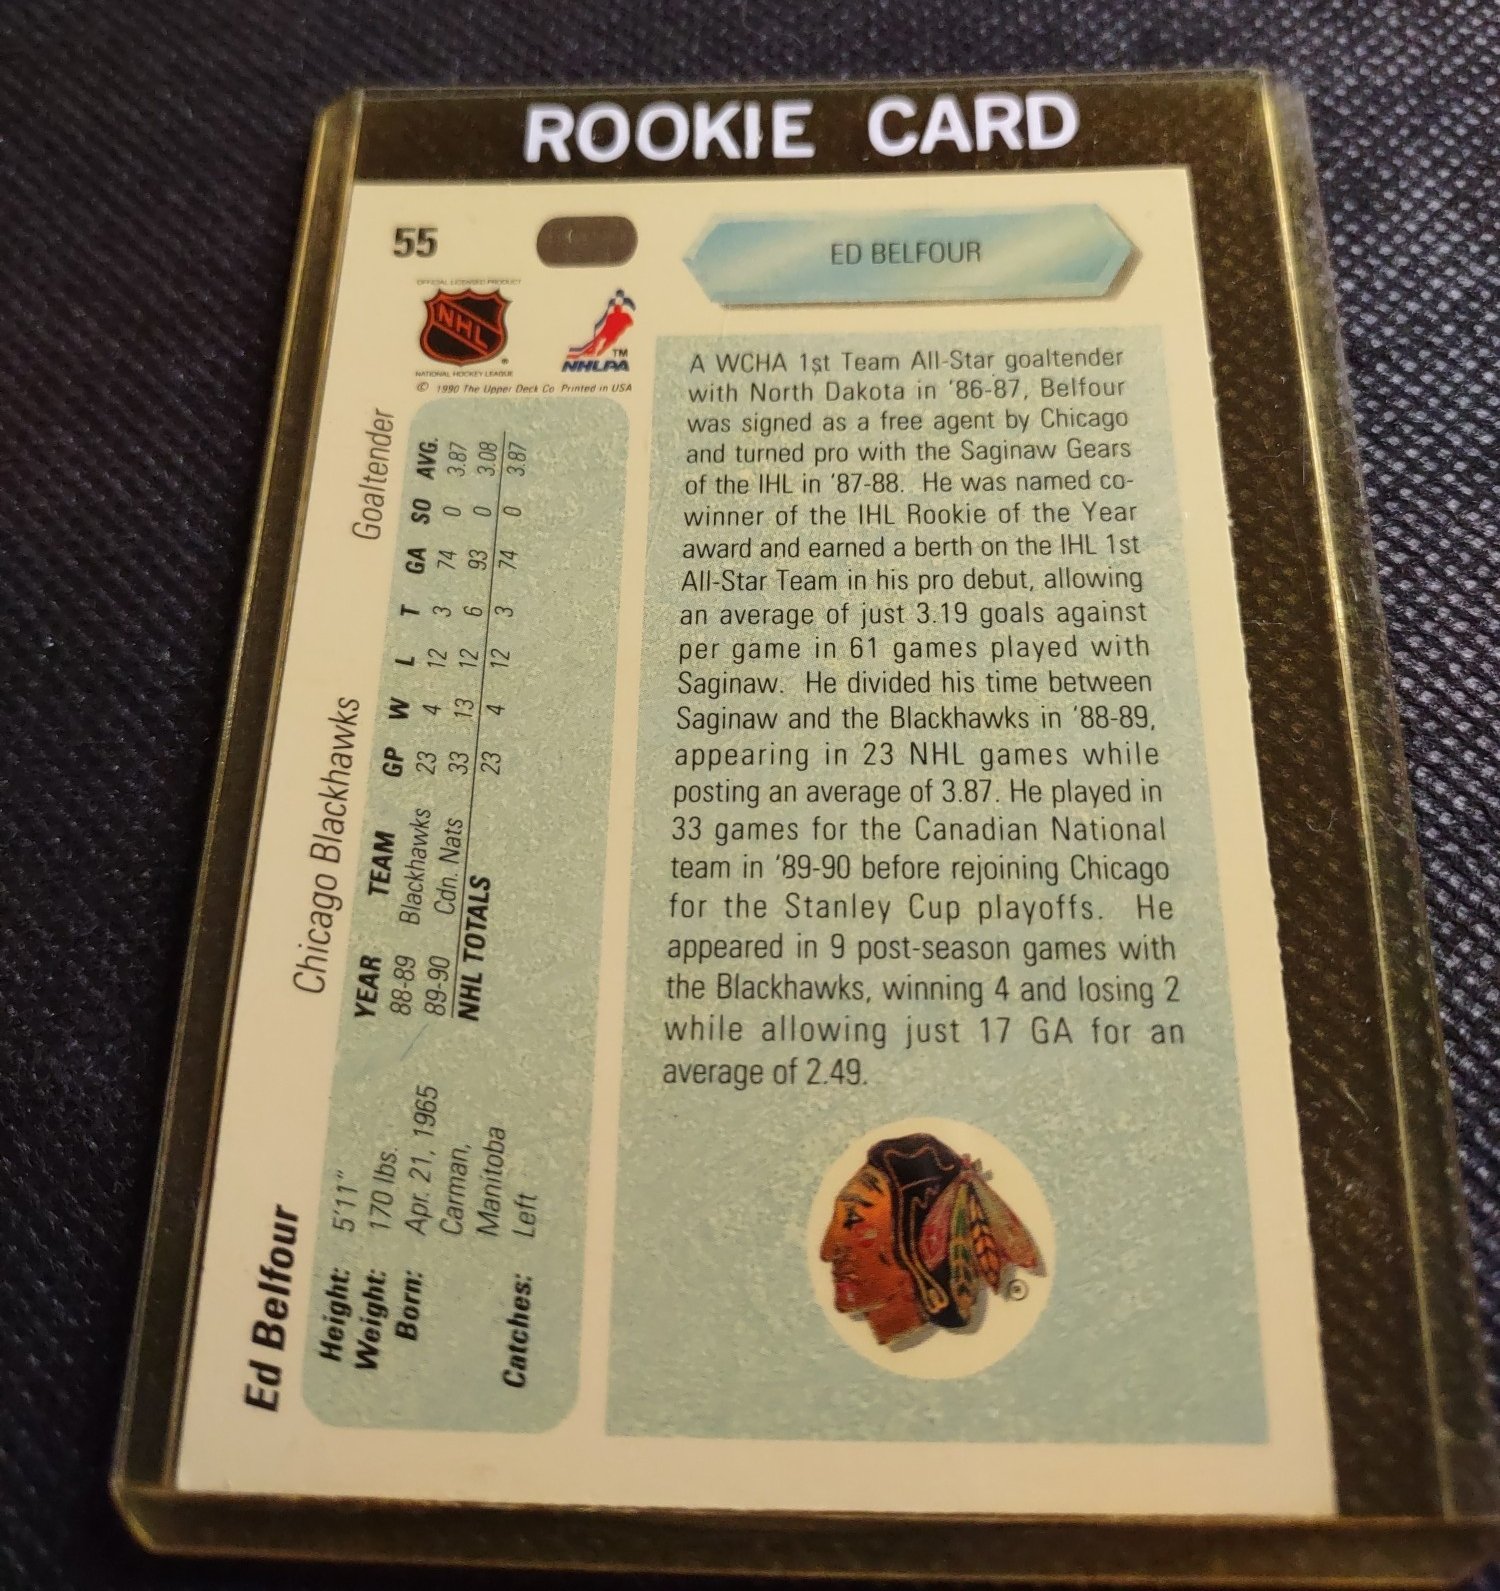 ROOKIE CARD
55
ED BELFOUR
OFFICIAL LICENSED PRODUCT
NHL
®
NATIONAL HOCKEY LEAGUE
TM
NHLPA
© 1990 The Upper Deck Co. Printed in USA
A WCHA 1st Team All-Star goaltender
with North Dakota in '86-87, Belfour
was signed as a free agent by Chicago
and turned pro with the Saginaw Gears
of the IHL in '87-88. He was named co-
winner of the IHL Rookie of the Year
award and earned a berth on the IHL 1st
All-Star Team in his pro debut, allowing
an average of just 3.19 goals against
per game in 61 games played with
Saginaw. He divided his time between
Saginaw and the Blackhawks in '88-89,
appearing in 23 NHL games while
posting an average of 3.87. He played in
33 games for the Canadian National
team in '89-90 before rejoining Chicago
for the Stanley Cup playoffs. He
appeared in 9 post-season games with
the Blackhawks, winning 4 and losing 2
while allowing just 17 GA for an
average of 2.49.
®
Ed Belfour
Chicago Blackhawks Goaltender
Height: 5'11"
Weight: 170 lbs.
Born: Apr. 21, 1965
Carman,
Manitoba
Catches: Left
YEAR TEAM GP W L T GA SO AVG.
88-89 Blackhawks 23 4 12 3 74 0 3.87
89-90 Cdn. Nats 33 13 12 6 93 0 3.08
NHL TOTALS 23 4 12 3 74 0 3.87